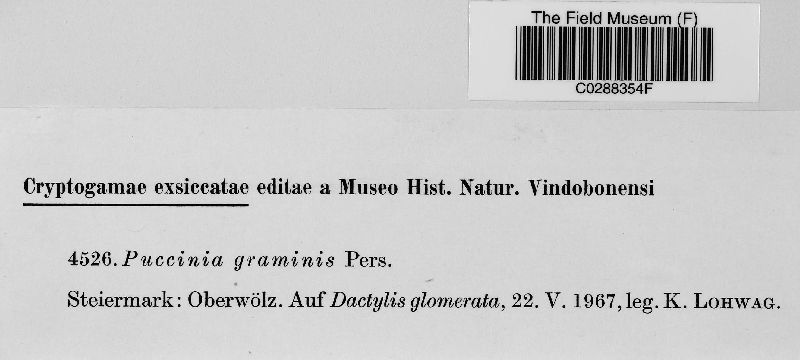 The Field Museum (F)
C0288354F
Cryptogamae exsiccatae editae a Museo Hist. Natur. Vindobonensi
4526. Puccinia graminis Pers.
Steiermark: Oberwölz. Auf Dactylis glomerata, 22. V. 1967, leg. K. LOHWAG.